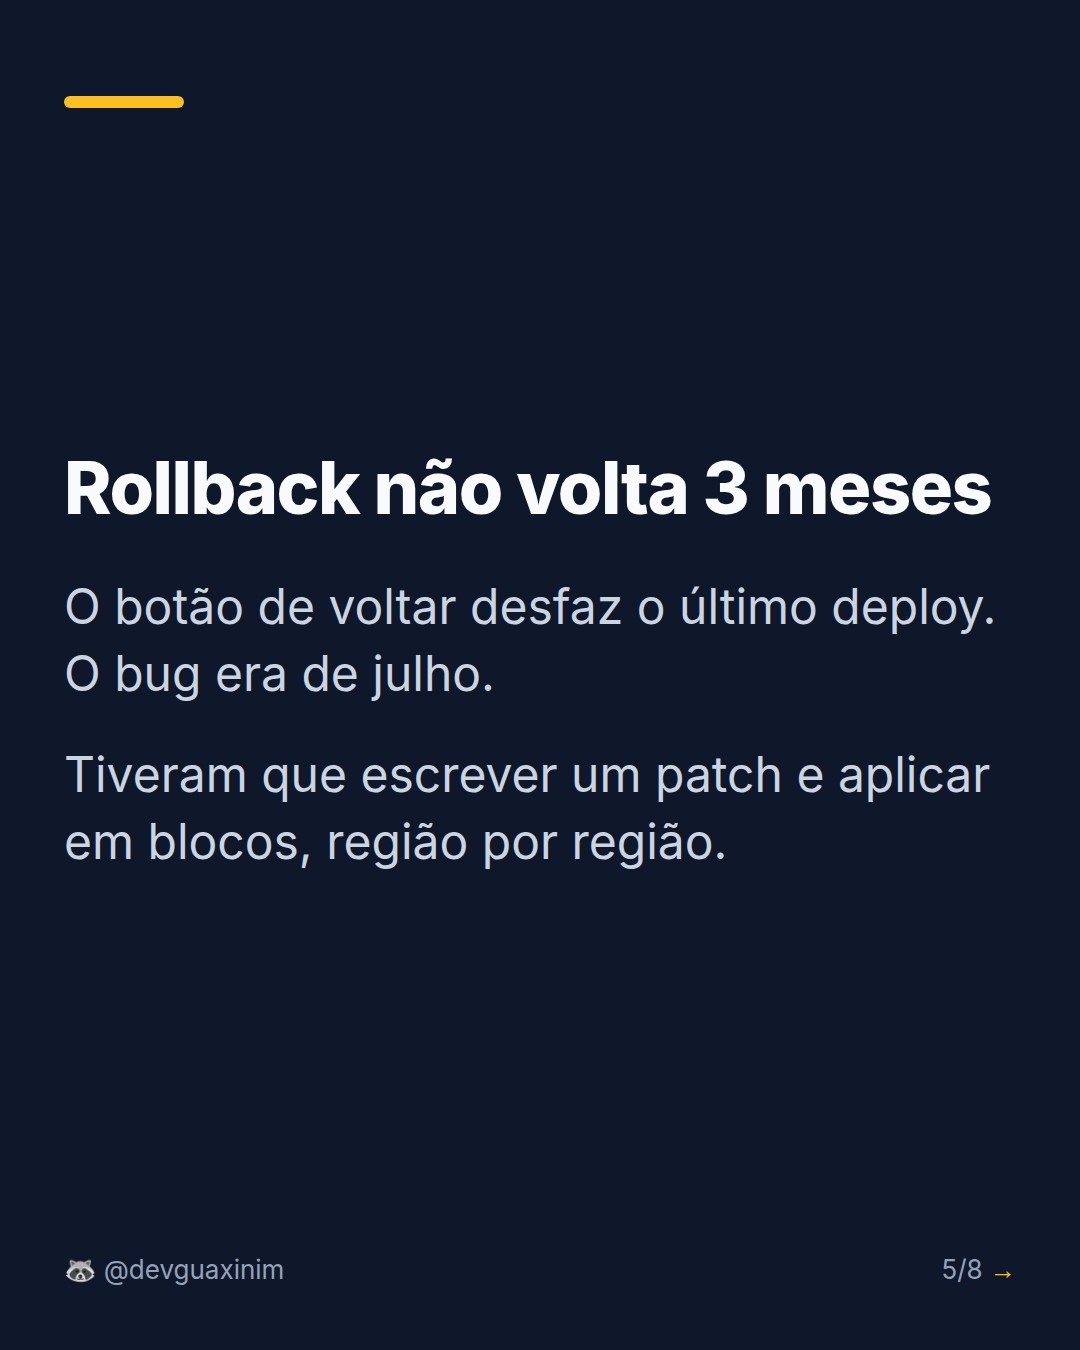 Rollback não volta 3 meses
O botão de voltar desfaz o último deploy.
O bug era de julho.
Tiveram que escrever um patch e aplicar
em blocos, região por região.
🦝 @devguaxinim
5/8 →